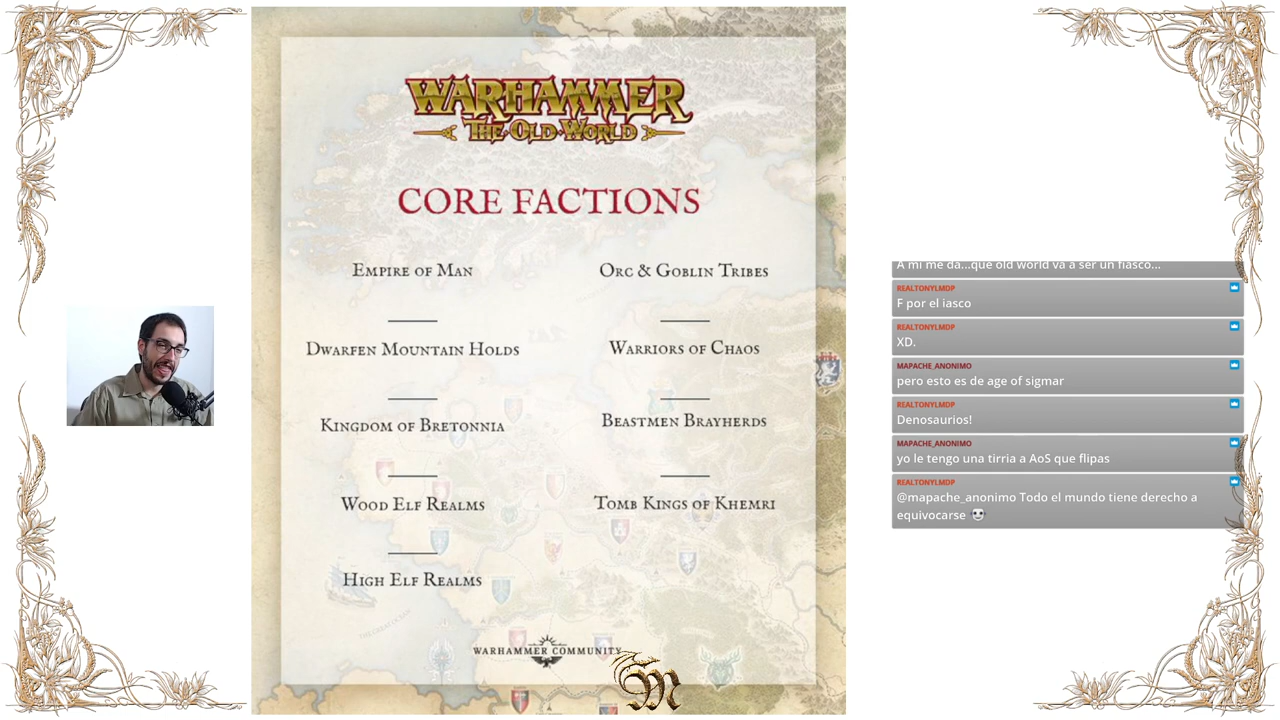 WARHAMMER
THE OLD WORLD
CORE FACTIONS
EMPIRE OF MAN
DWARFEN MOUNTAIN HOLDS
KINGDOM OF BRETONNIA
WOOD ELF REALMS
HIGH ELF REALMS
ORC & GOBLIN TRIBES
WARRIORS OF CHAOS
BEASTMEN BRAYHERDS
TOMB KINGS OF KHEMRI
WARHAMMER COMMUNITY
A mi me da...que old world va a ser un fiasco...
REALTONYLMDP
F por el iasco
REALTONYLMDP
XD.
MAPACHE_ANONIMO
pero esto es de age of sigmar
REALTONYLMDP
Denosaurios!
MAPACHE_ANONIMO
yo le tengo una tirria a AoS que flipas
REALTONYLMDP
@mapache_anonimo Todo el mundo tiene derecho a
equivocarse